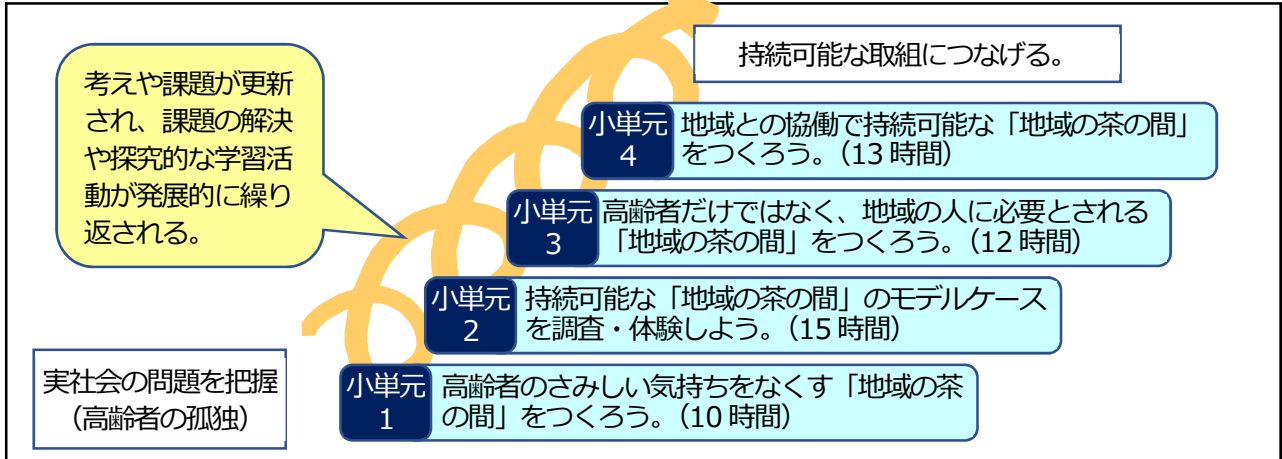 持続可能な取組につなげる。
考えや課題が更新
され、課題の解決
や探究的な学習活
動が発展的に繰り
返される。
小単元
4
地域との協働で持続可能な「地域の茶の間」
をつくろう。（13 時間）
小単元
3
高齢者だけではなく、地域の人に必要とされる
「地域の茶の間」をつくろう。（12 時間）
小単元
2
持続可能な「地域の茶の間」のモデルケース
を調査・体験しよう。（15 時間）
実社会の問題を把握
（高齢者の孤独）
小単元
1
高齢者のさみしい気持ちをなくす「地域の茶
の間」をつくろう。（10 時間）